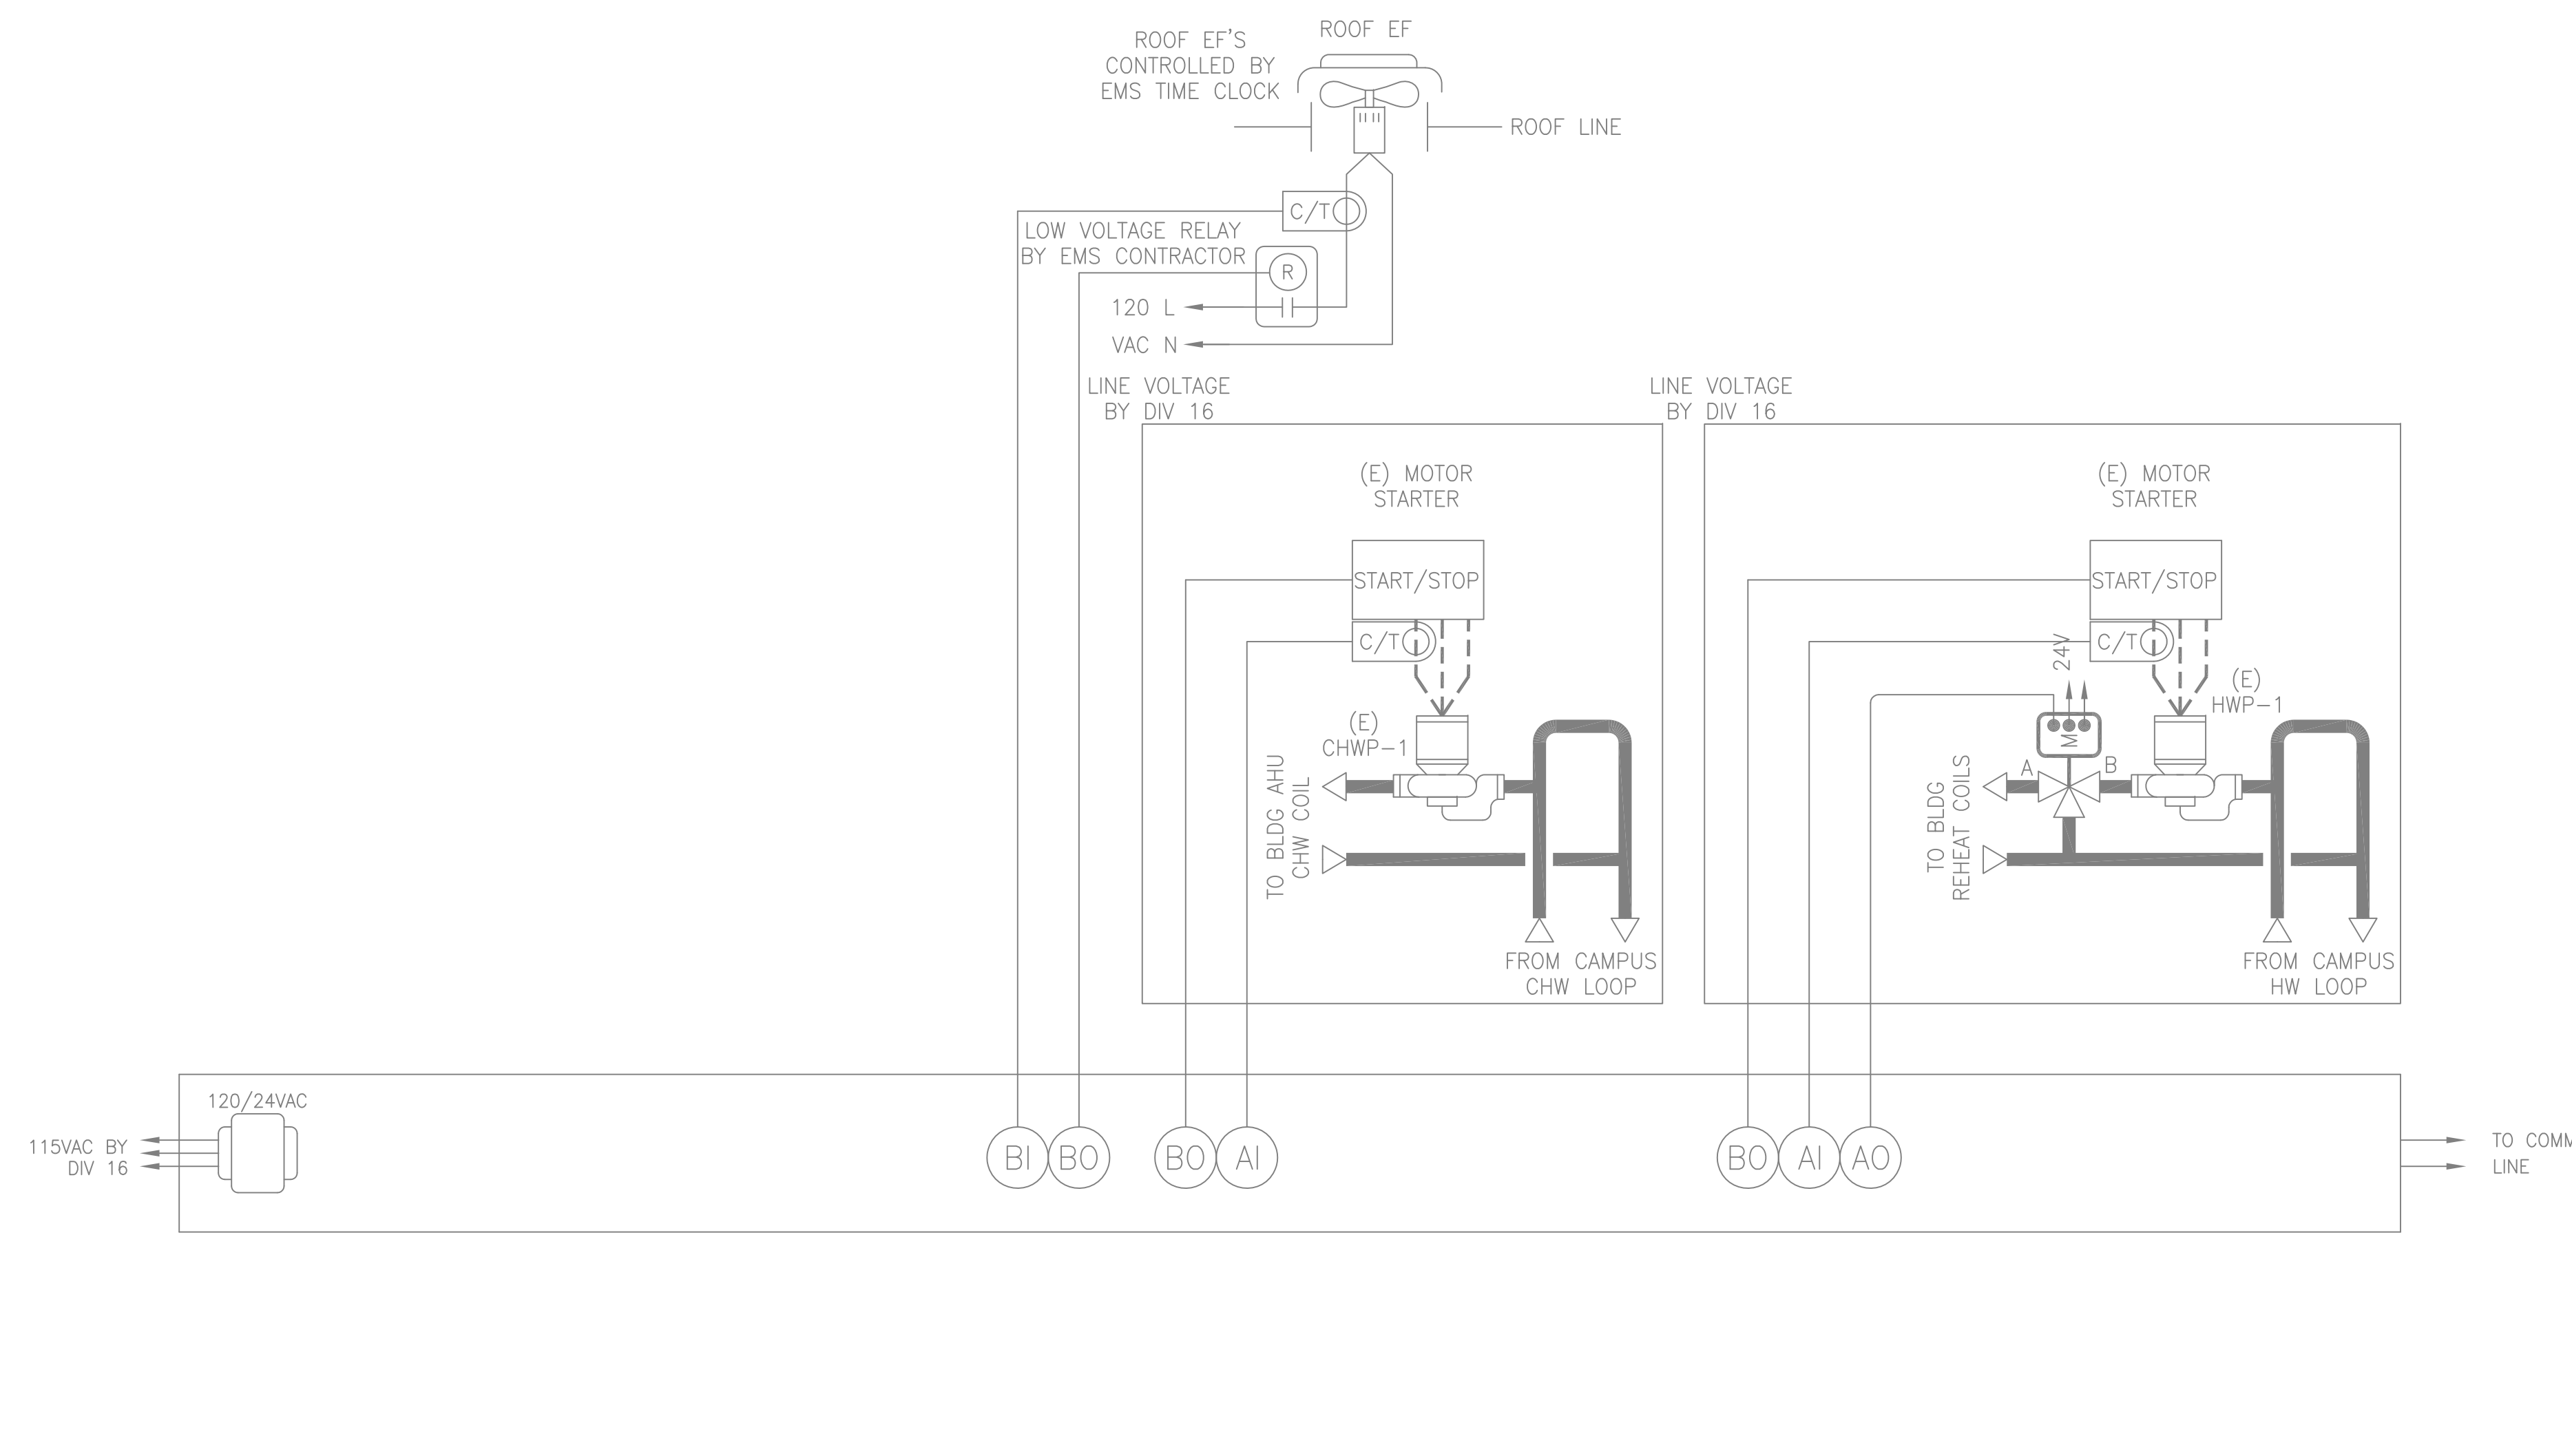 ROOF EF
ROOF EF'S
CONTROLLED BY
EMS TIME CLOCK
ROOF LINE
C/T
LOW VOLTAGE RELAY
BY EMS CONTRACTOR
R
120 L
VAC N
LINE VOLTAGE
BY DIV 16
LINE VOLTAGE
BY DIV 16
(E) MOTOR
STARTER
START/STOP
C/T
(E)
CHWP-1
TO BLDG AHU
CHW COIL
FROM CAMPUS
CHW LOOP
(E) MOTOR
STARTER
START/STOP
C/T
24V
(E)
HWP-1
M
A
B
TO BLDG
REHEAT COILS
FROM CAMPUS
HW LOOP
120/24VAC
115VAC BY
DIV 16
BI
BO
BO
AI
BO
AI
AO
TO COMM
LINE